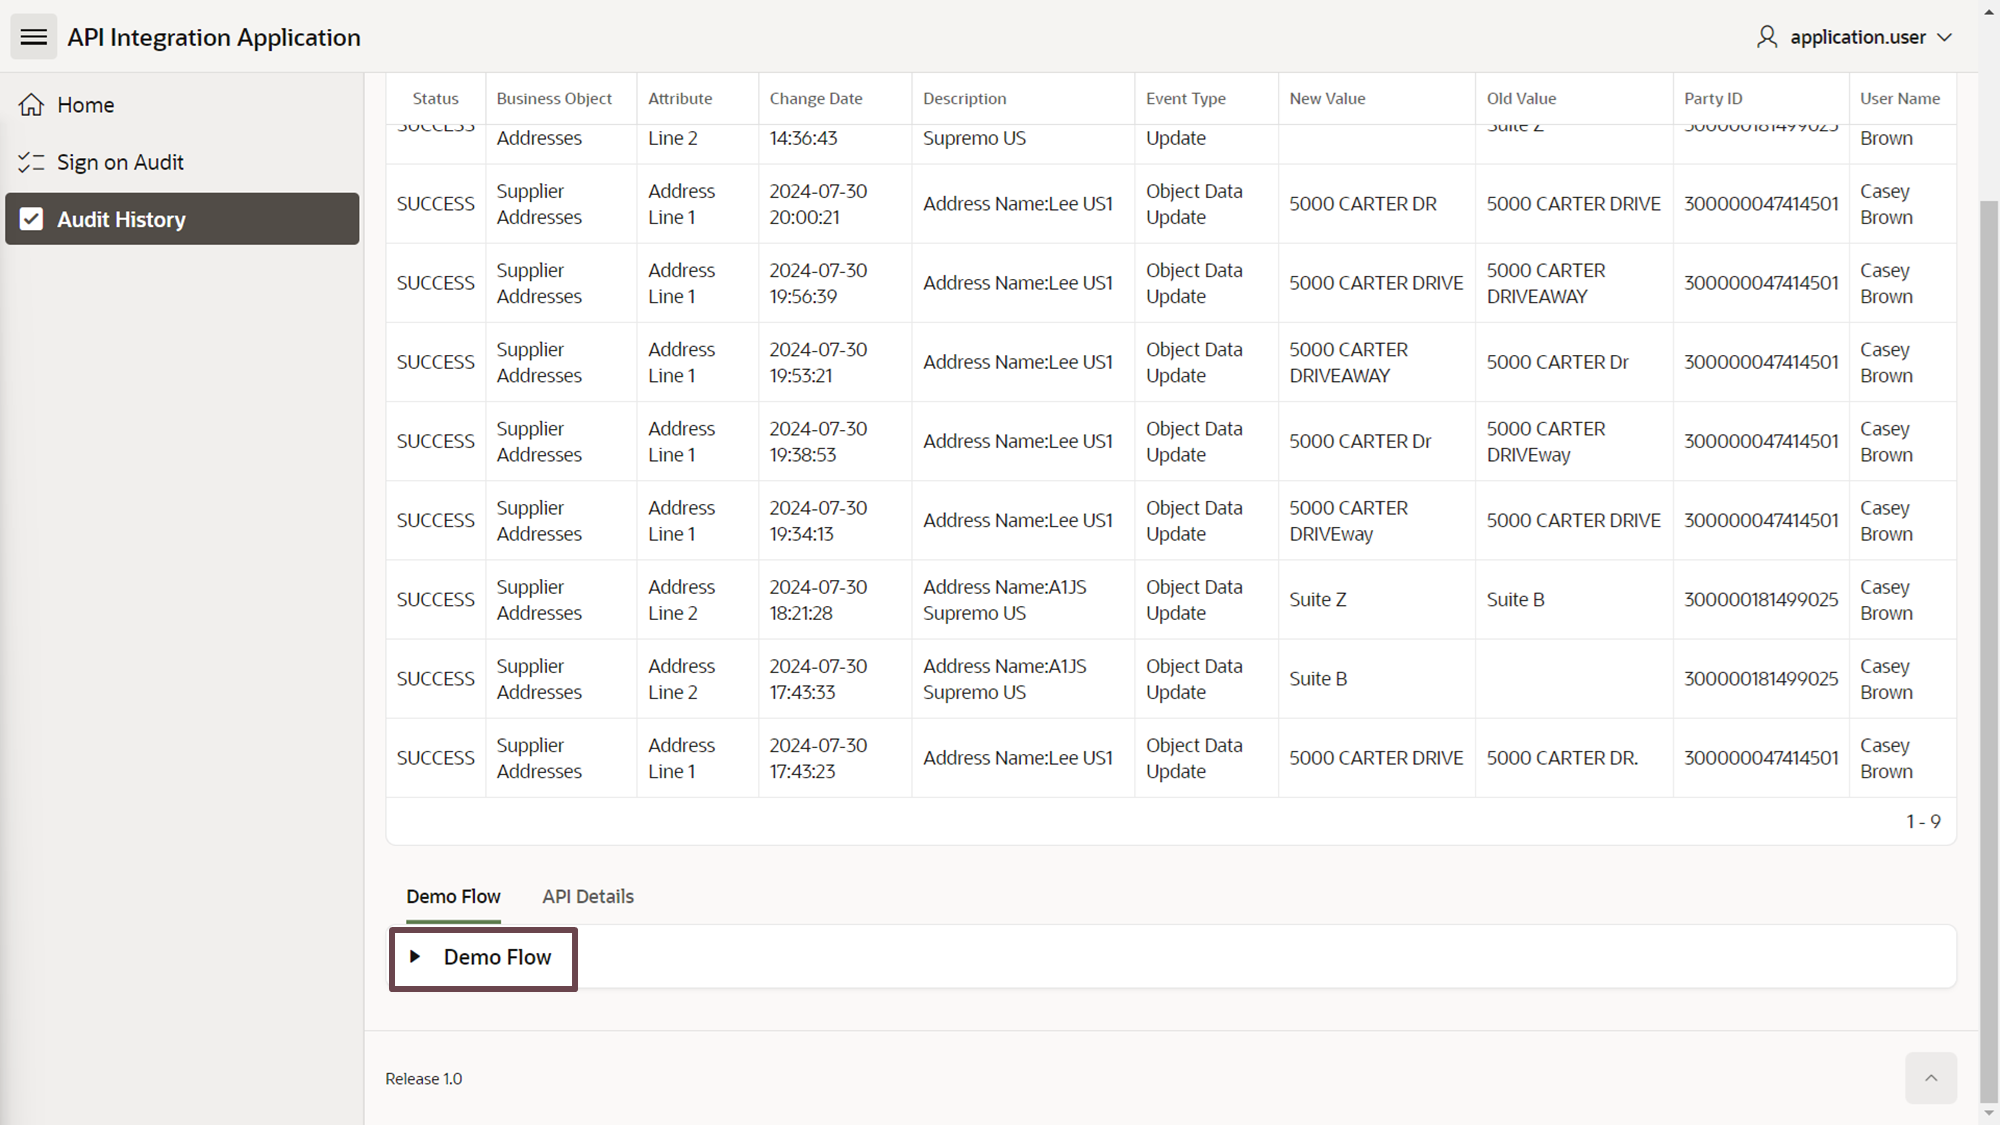 API Integration Application
application.user
Home
Sign on Audit
Audit History
Status Business Object Attribute Change Date Description Event Type New Value Old Value Party ID User Name
SUCCESS Addresses Line 2 14:36:43 Supremo US Update Suite Z 300000181499025 Brown
Supplier Address 2024-07-30 Object Data Casey
SUCCESS Address Name:Lee US1 5000 CARTER DR 5000 CARTER DRIVE 300000047414501
Addresses Line 1 20:00:21 Update Brown
Supplier Address 2024-07-30 Object Data 5000 CARTER Casey
SUCCESS Address Name:Lee US1 5000 CARTER DRIVE 300000047414501
Addresses Line 1 19:56:39 Update DRIVEAWAY Brown
Supplier Address 2024-07-30 Object Data 5000 CARTER Casey
SUCCESS Address Name:Lee US1 5000 CARTER Dr 300000047414501
Addresses Line 1 19:53:21 Update DRIVEAWAY Brown
Supplier Address 2024-07-30 Object Data 5000 CARTER Casey
SUCCESS Address Name:Lee US1 5000 CARTER Dr 300000047414501
Addresses Line 1 19:38:53 Update DRIVEway Brown
Supplier Address 2024-07-30 Object Data 5000 CARTER Casey
SUCCESS Address Name:Lee US1 5000 CARTER DRIVE 300000047414501
Addresses Line 1 19:34:13 Update DRIVEway Brown
Supplier Address 2024-07-30 Address Name:A1JS Object Data Casey
SUCCESS Suite Z Suite B 300000181499025
Addresses Line 2 18:21:28 Supremo US Update Brown
Supplier Address 2024-07-30 Address Name:A1JS Object Data Casey
SUCCESS Suite B 300000181499025
Addresses Line 2 17:43:33 Supremo US Update Brown
Supplier Address 2024-07-30 Object Data Casey
SUCCESS Address Name:Lee US1 5000 CARTER DRIVE 5000 CARTER DR. 300000047414501
Addresses Line 1 17:43:23 Update Brown
1 - 9
Demo Flow API Details
Demo Flow
Release 1.0